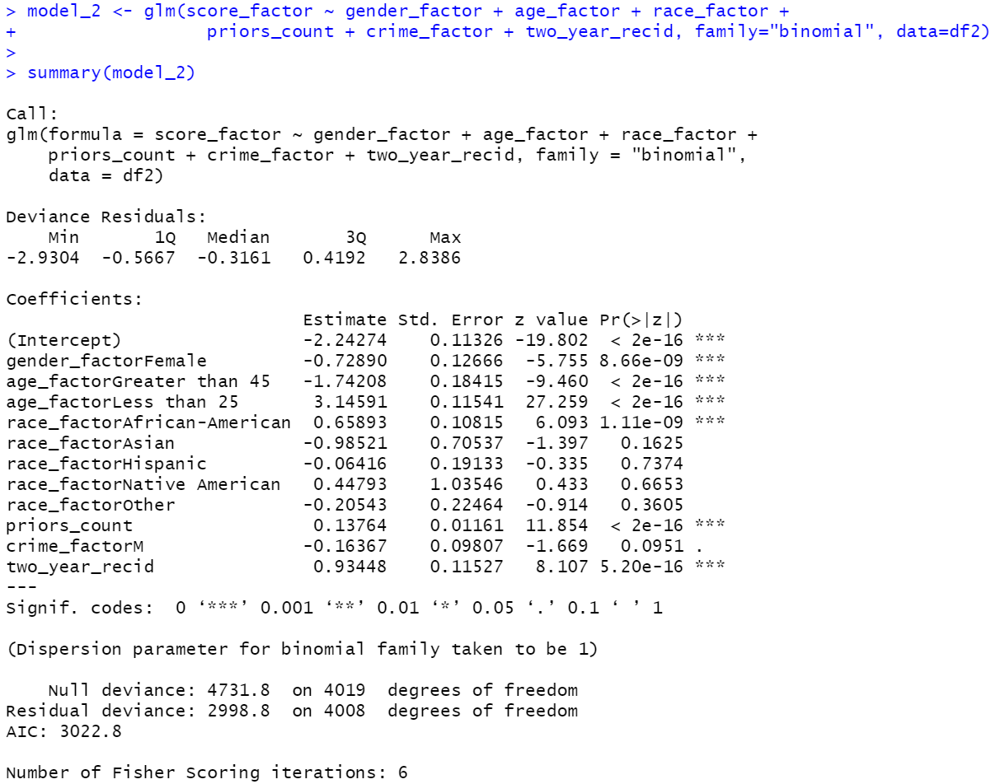 > model_2 <- glm(score_factor ~ gender_factor + age_factor + race_factor +
+              priors_count + crime_factor + two_year_recid, family="binomial", data=df2)
>
> summary(model_2)
Call:
glm(formula = score_factor ~ gender_factor + age_factor + race_factor +
    priors_count + crime_factor + two_year_recid, family = "binomial",
    data = df2)
Deviance Residuals:
    Min       1Q   Median       3Q      Max
-2.9304  -0.5667  -0.3161   0.4192   2.8386
Coefficients:
                             Estimate Std. Error z value Pr(>|z|)
(Intercept)                  -2.24274    0.11326 -19.802  < 2e-16 ***
gender_factorFemale          -0.72890    0.12666  -5.755 8.66e-09 ***
age_factorGreater than 45    -1.74208    0.18415  -9.460  < 2e-16 ***
age_factorLess than 25        3.14591    0.11541  27.259  < 2e-16 ***
race_factorAfrican-American   0.65893    0.10815   6.093 1.11e-09 ***
race_factorAsian             -0.98521    0.70537  -1.397   0.1625
race_factorHispanic          -0.06416    0.19133  -0.335   0.7374
race_factorNative American    0.44793    1.03546   0.433   0.6653
race_factorOther             -0.20543    0.22464  -0.914   0.3605
priors_count                  0.13764    0.01161  11.854  < 2e-16 ***
crime_factorM                -0.16367    0.09807  -1.669   0.0951 .
two_year_recid                0.93448    0.11527   8.107 5.20e-16 ***
---
Signif. codes:  0 ‘***’ 0.001 ‘**’ 0.01 ‘*’ 0.05 ‘.’ 0.1 ‘ ’ 1
(Dispersion parameter for binomial family taken to be 1)
    Null deviance: 4731.8  on 4019  degrees of freedom
Residual deviance: 2998.8  on 4008  degrees of freedom
AIC: 3022.8
Number of Fisher Scoring iterations: 6